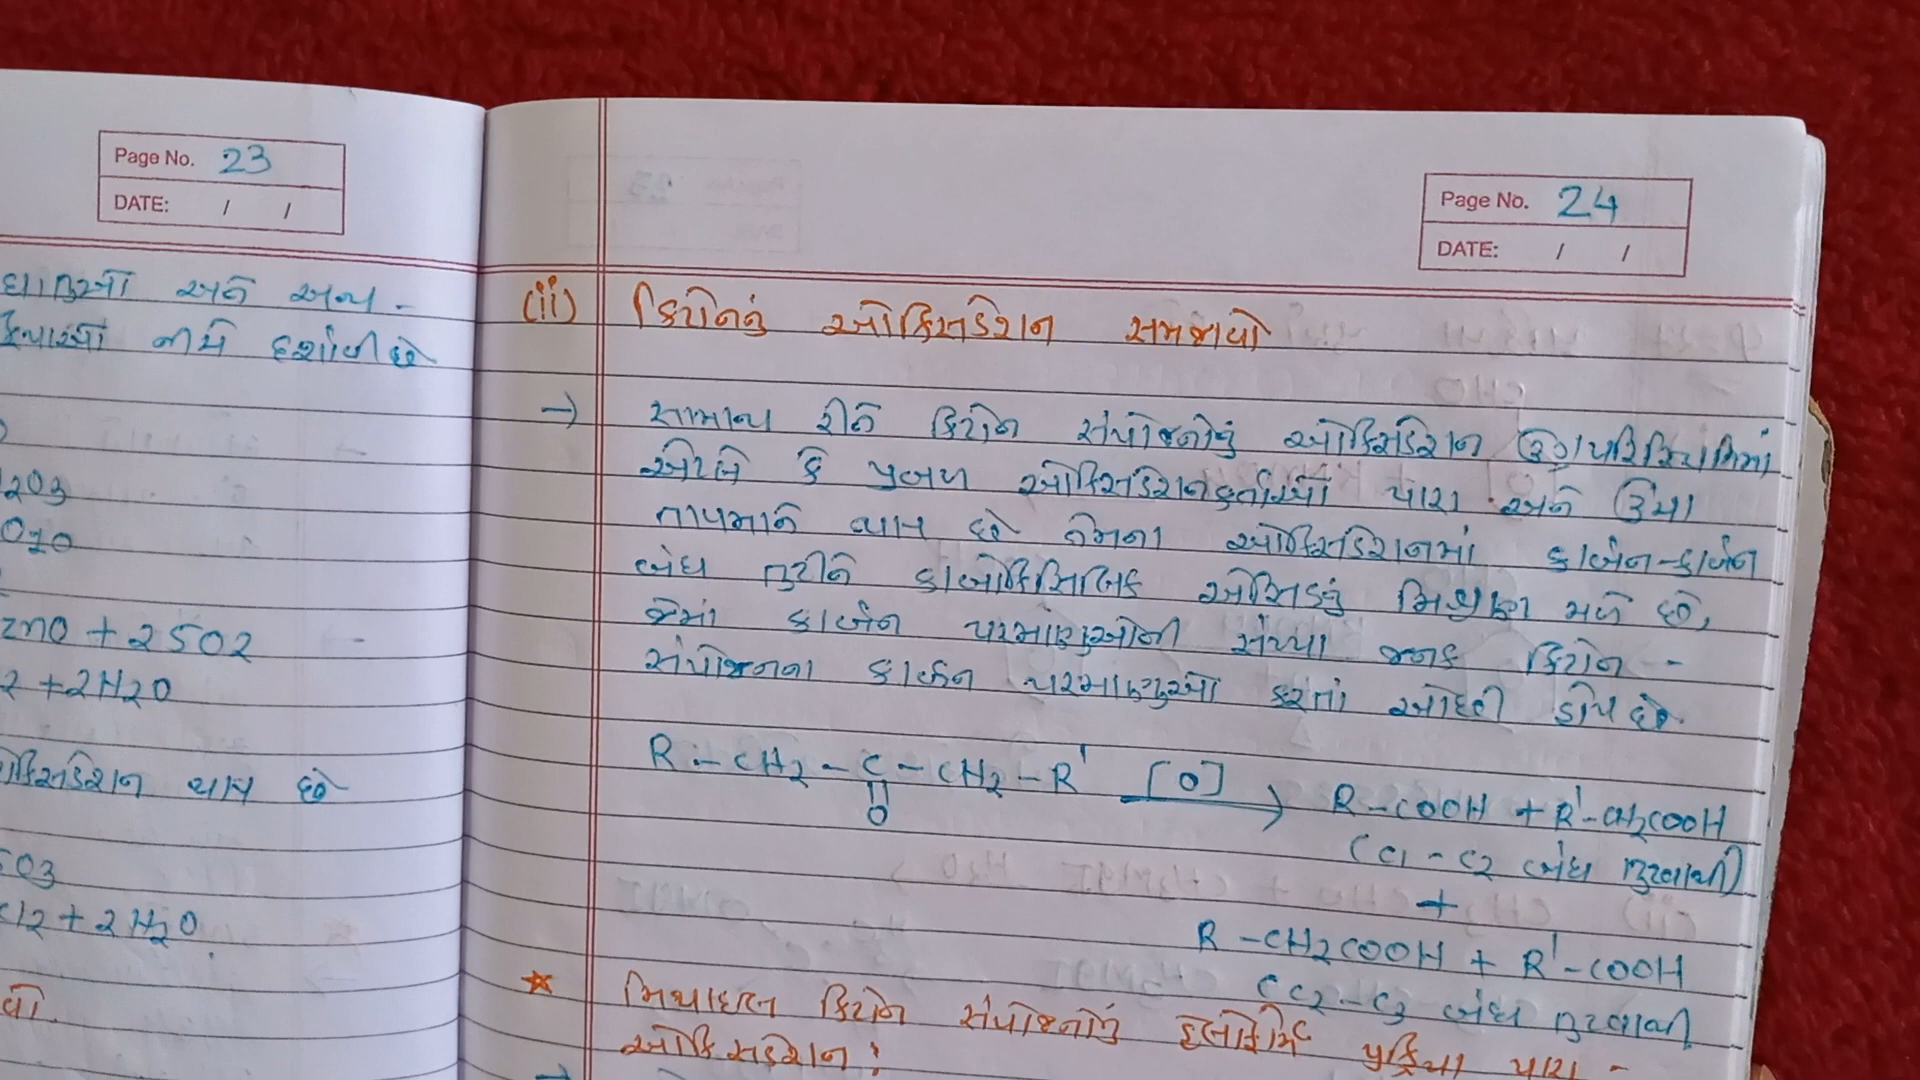 Page No. 23
DATE: / /
ધાતુઓ અને અન્ય -
નીચે દર્શાવી છે
2O3
ZnO + 2SO2
2 + 2H2O
ઓક્સિડેશન થાય છે
SO3
Cl2 + 2H2O
વો.
Page No. 24
DATE: / /
(ii) કિટોનનું ઓક્સિડેશન સમજાવો
→ સામાન્ય રીતે કિટોન સંયોજનોનું ઓક્સિડેશન ઉગ્ર પરિસ્થિતિમાં
એટલે કે પ્રબળ ઓક્સિડેશનકર્તાઓ દ્વારા અને ઉંચા
તાપમાને થાય છે તેમના ઓક્સિડેશનમાં કાર્બન-કાર્બન
બંધ તુટીને કાર્બોક્સિલિક એસિડનું મિશ્રણ મળે છે,
જેમાં કાર્બન પરમાણુઓની સંખ્યા જનક કિટોન -
સંયોજનના કાર્બન પરમાણુઓ કરતાં ઓછી હોય છે
R - CH2 - C - CH2 - R' [O] → R - COOH + R' - CH2COOH
O
(C1 - C2 બંધ તુટવાથી)
+
R - CH2COOH + R' - COOH
(C2 - C3 બંધ તુટવાથી)
☆ મિથાઇલ કિટોન સંયોજનોનું હેલોફોર્મ પ્રક્રિયા દ્વારા -
ઓક્સિડેશન: